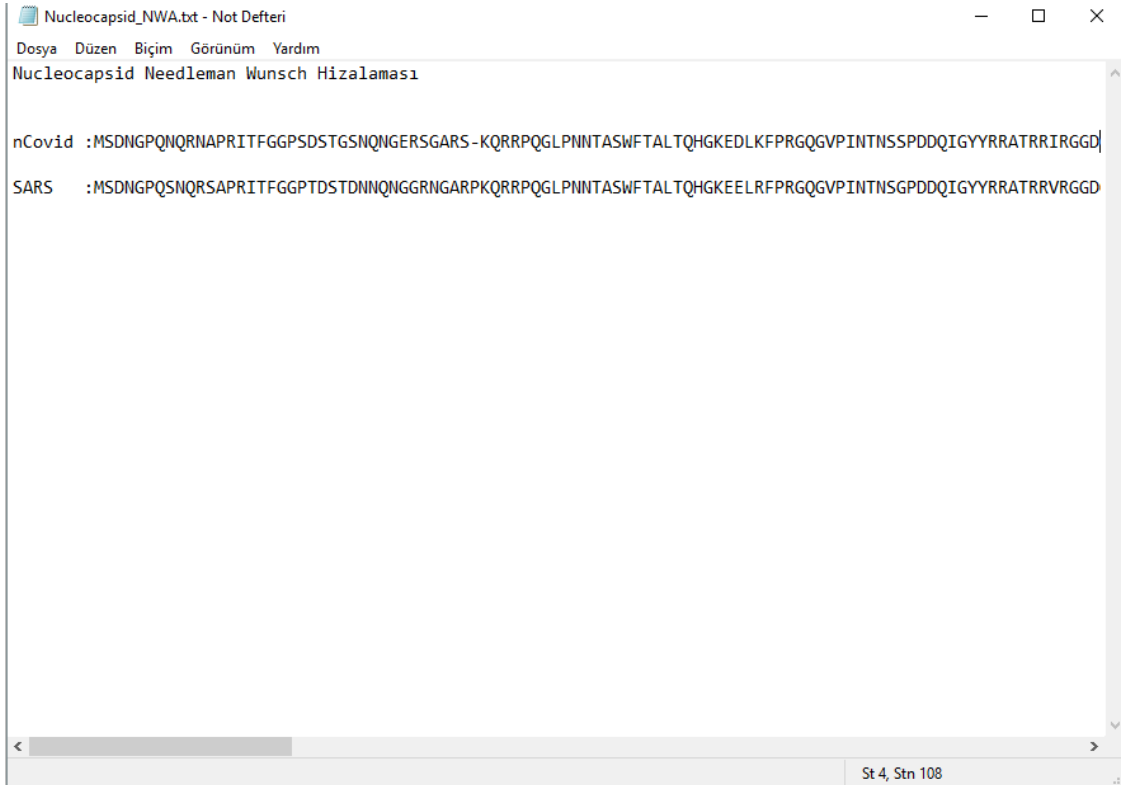 Nucleocapsid_NWA.txt - Not Defteri
Dosya Düzen Biçim Görünüm Yardım
Nucleocapsid Needleman Wunsch Hizalaması
nCovid :MSDNGPQNQRNAPRITFGGPSDSTGSNQNGERSGARS-KQRRPQGLPNNTASWFTALTQHGKEDLKFPRGQGVPINTNSSPDDQIGYYRRATRRIRGGD
SARS :MSDNGPQSNQRSAPRITFGGPTDSTDNNQNGGRNGARPKQRRPQGLPNNTASWFTALTQHGKEELRFPRGQGVPINTNSGPDDQIGYYRRATRRVRGGD
St 4, Stn 108